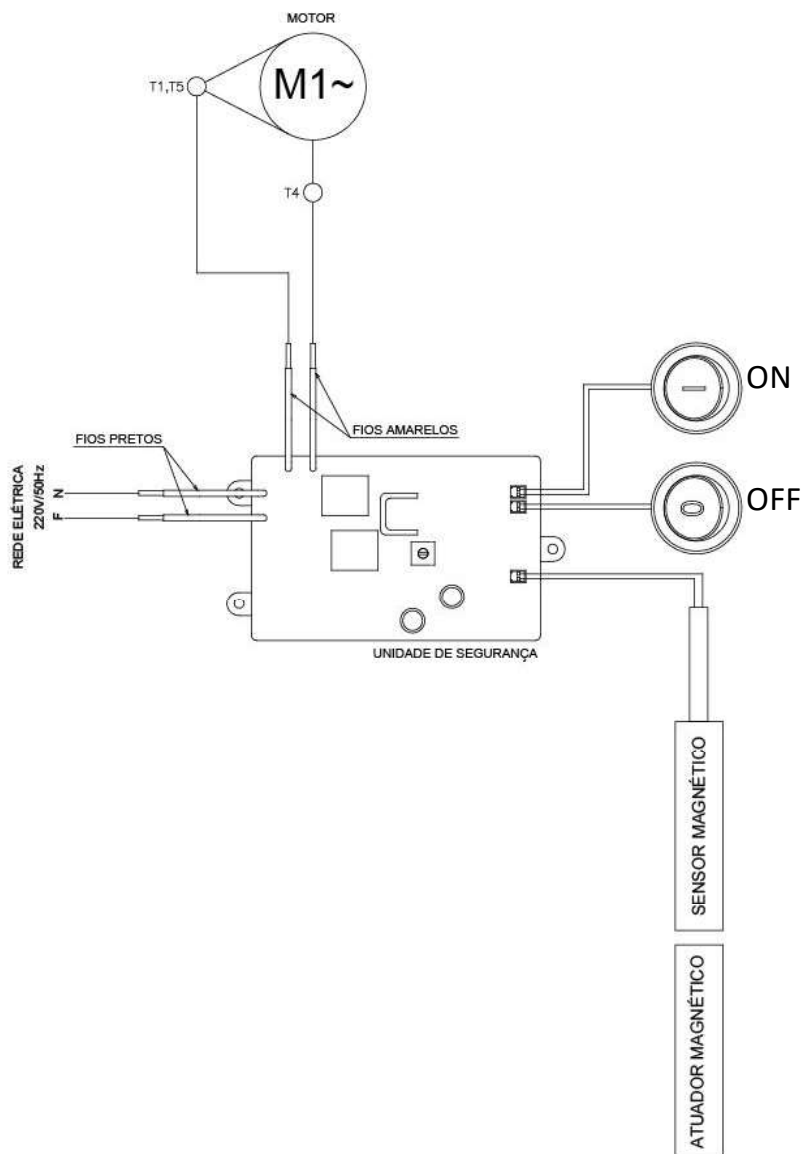 MOTOR
M1~
T1,T5
T4
ON
FIOS AMARELOS
FIOS PRETOS
REDE ELÉTRICA
220V/50Hz
N
F
OFF
UNIDADE DE SEGURANÇA
SENSOR MAGNÉTICO
ATUADOR MAGNÉTICO